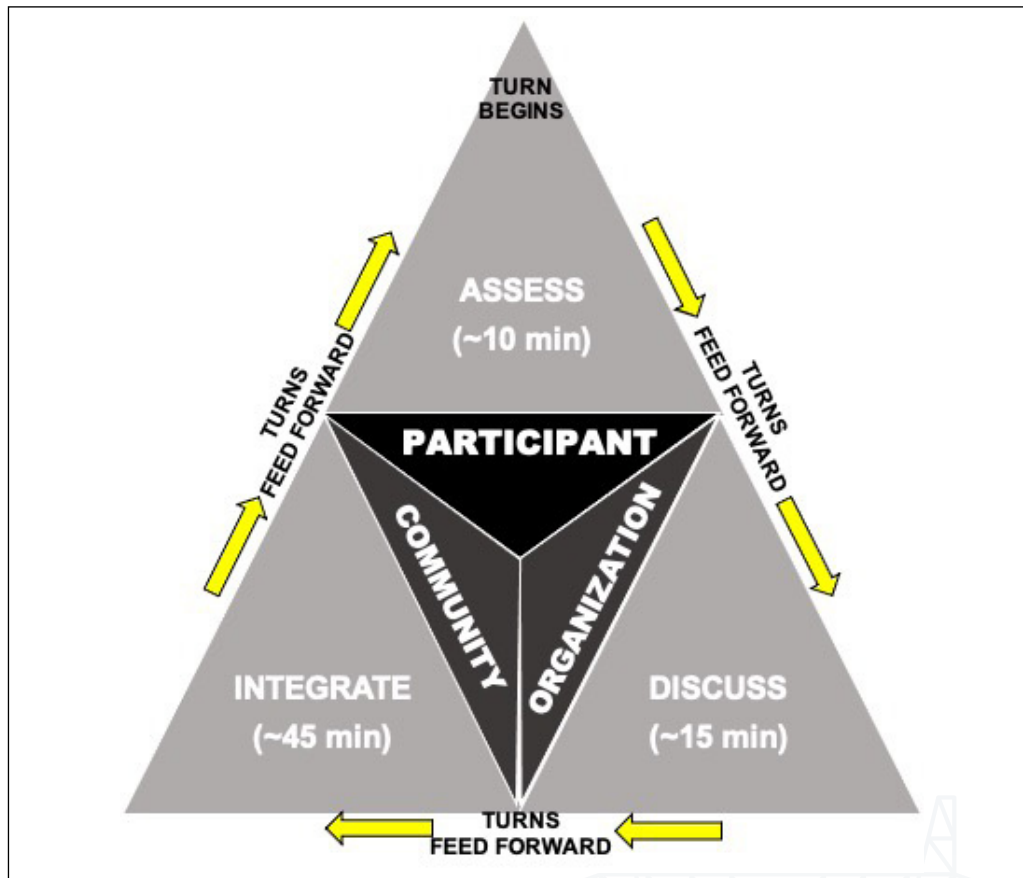 TURN
BEGINS
ASSESS
(~10 min)
TURNS
FEED FORWARD
TURNS
FEED FORWARD
PARTICIPANT
COMMUNITY
ORGANIZATION
INTEGRATE
(~45 min)
DISCUSS
(~15 min)
TURNS
FEED FORWARD